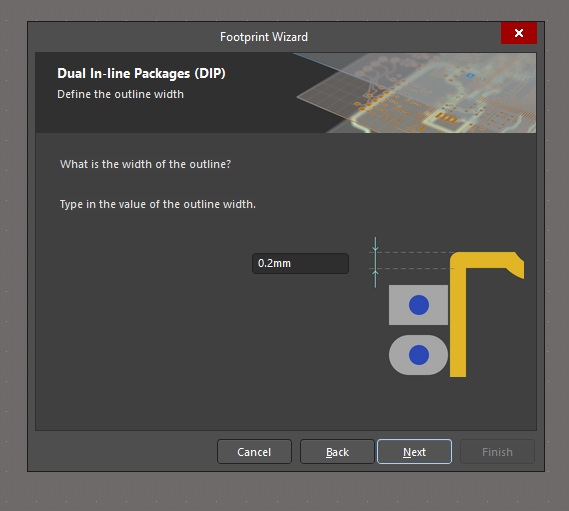 Footprint Wizard
Dual In-line Packages (DIP)
Define the outline width
What is the width of the outline?
Type in the value of the outline width.
0.2mm
Cancel
Back
Next
Finish